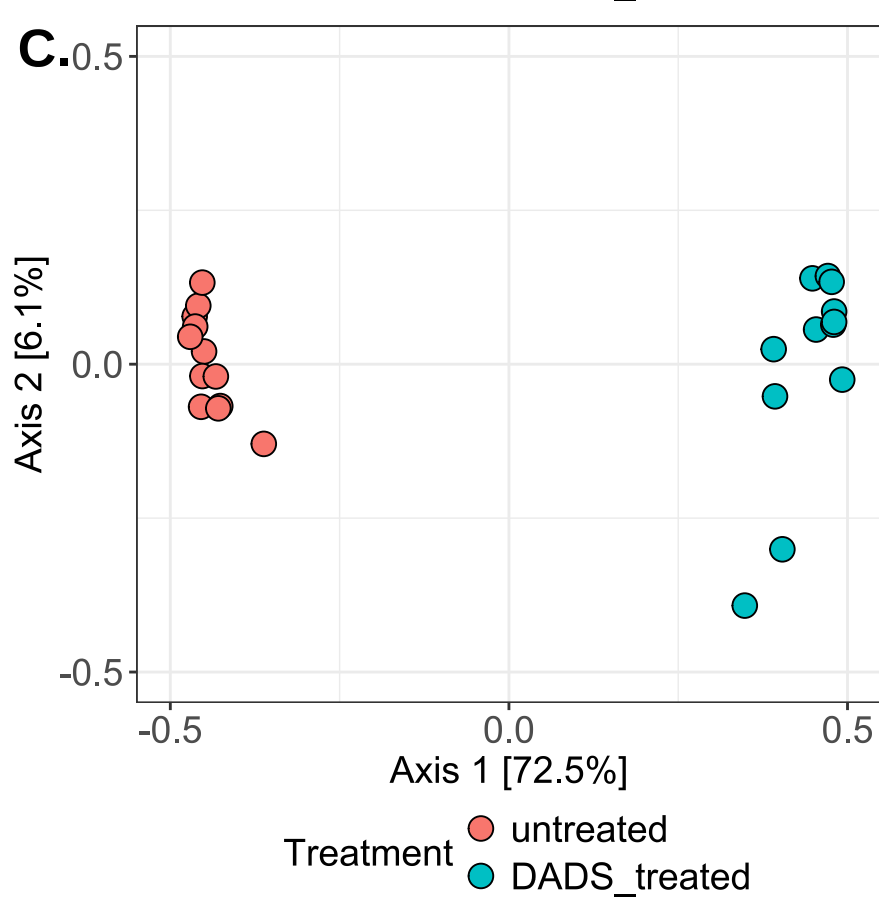 C.
0.5
0.0
-0.5
Axis 2 [6.1%]
-0.5 0.0 0.5
Axis 1 [72.5%]
Treatment
untreated
DADS_treated